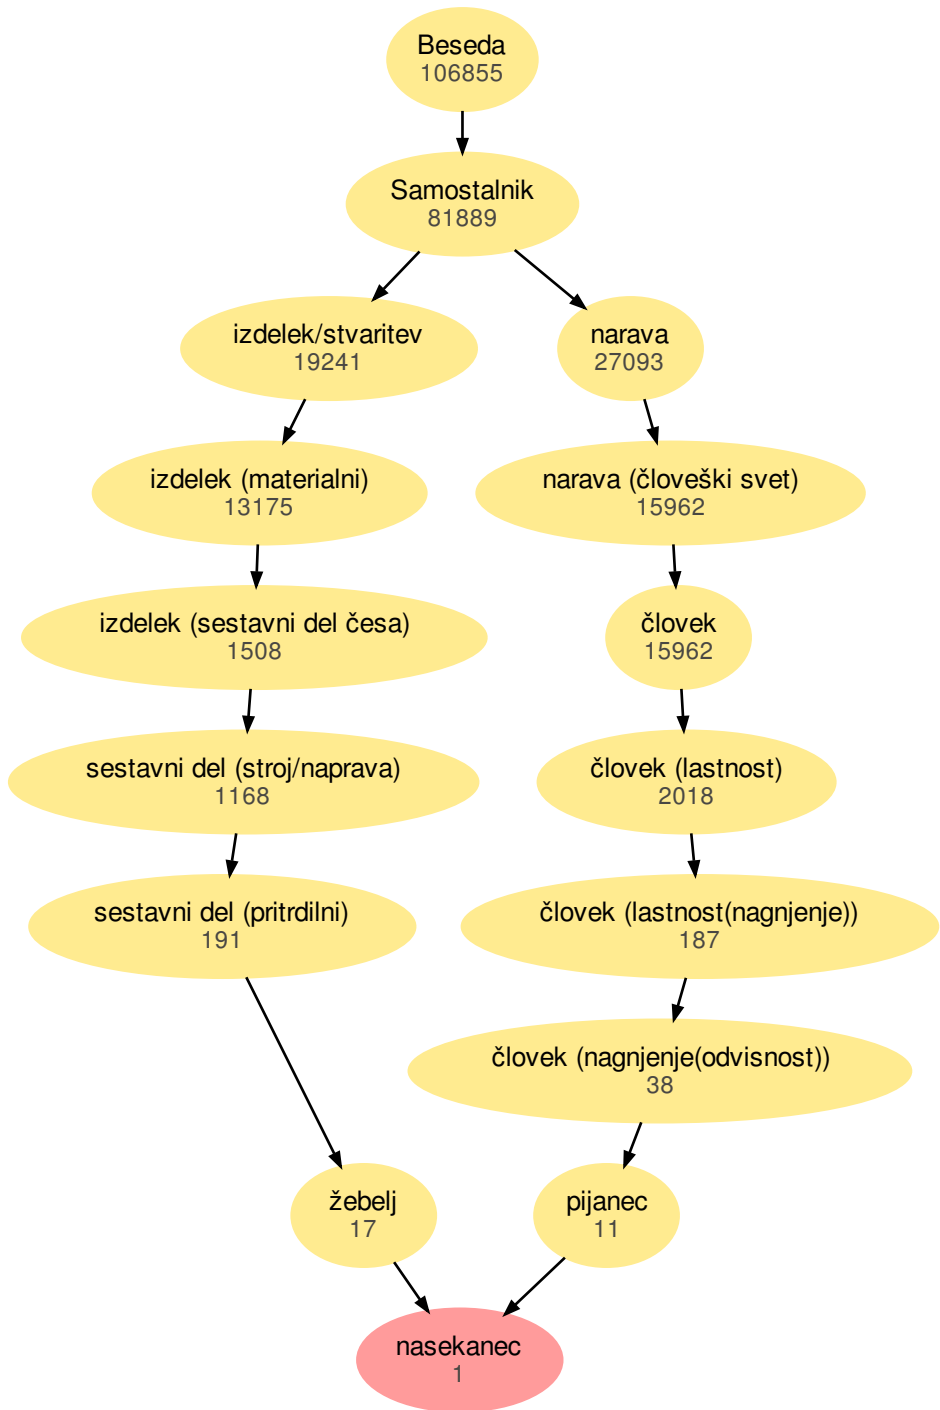 Beseda
106855
Samostalnik
81889
izdelek/stvaritev
19241
narava
27093
izdelek (materialni)
13175
narava (človeški svet)
15962
izdelek (sestavni del česa)
1508
človek
15962
sestavni del (stroj/naprava)
1168
človek (lastnost)
2018
sestavni del (pritrdilni)
191
človek (lastnost(nagnjenje))
187
človek (nagnjenje(odvisnost))
38
žebelj
17
pijanec
11
nasekanec
1